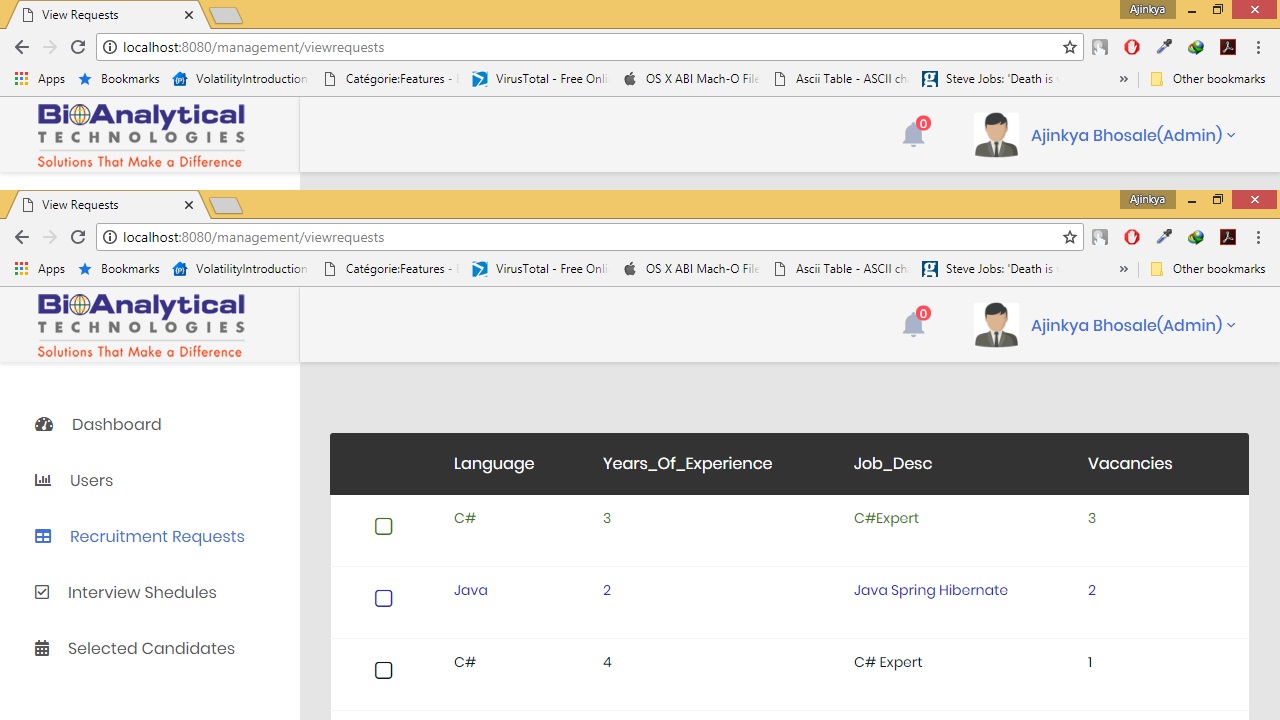 View Requests
Ajinkya
localhost:8080/management/viewrequests
Apps Bookmarks VolatilityIntroduction Catégorie:Features - VirusTotal - Free Onli OS X ABI Mach-O File Ascii Table - ASCII ch Steve Jobs: 'Death is » Other bookmarks
BioAnalytical
TECHNOLOGIES
Solutions That Make a Difference
0
Ajinkya Bhosale(Admin)
View Requests
Ajinkya
localhost:8080/management/viewrequests
Apps Bookmarks VolatilityIntroduction Catégorie:Features - VirusTotal - Free Onli OS X ABI Mach-O File Ascii Table - ASCII ch Steve Jobs: 'Death is » Other bookmarks
BioAnalytical
TECHNOLOGIES
Solutions That Make a Difference
0
Ajinkya Bhosale(Admin)
Dashboard
Users
Recruitment Requests
Interview Shedules
Selected Candidates
Language Years_Of_Experience Job_Desc Vacancies
C# 3 C#Expert 3
Java 2 Java Spring Hibernate 2
C# 4 C# Expert 1